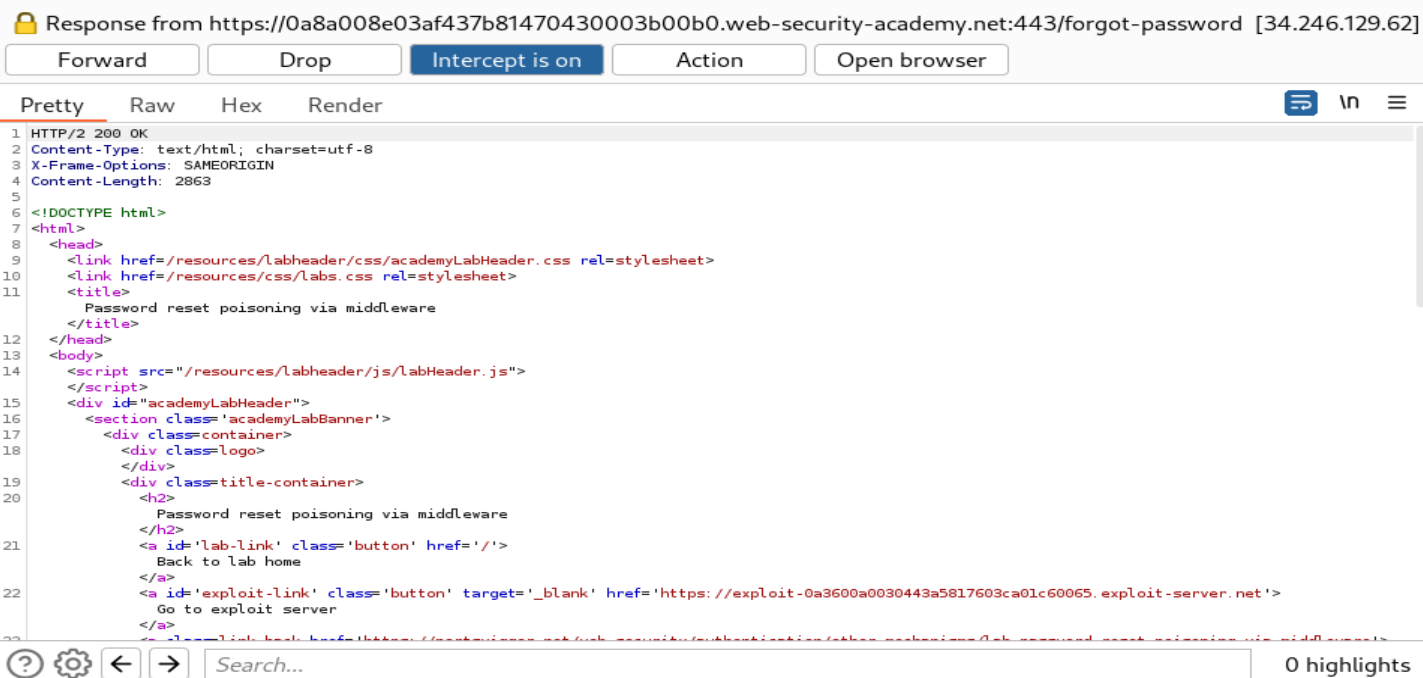 Response from https://0a8a008e03af437b81470430003b00b0.web-security-academy.net:443/forgot-password [34.246.129.62]
Forward Drop Intercept is on Action Open browser
Pretty Raw Hex Render \n
1 HTTP/2 200 OK
2 Content-Type: text/html; charset=utf-8
3 X-Frame-Options: SAMEORIGIN
4 Content-Length: 2863
5
6 <!DOCTYPE html>
7 <html>
8 <head>
9 <link href=/resources/labheader/css/academyLabHeader.css rel=stylesheet>
10 <link href=/resources/css/labs.css rel=stylesheet>
11 <title>
Password reset poisoning via middleware
</title>
12 </head>
13 <body>
14 <script src="/resources/labheader/js/labHeader.js">
</script>
15 <div id="academyLabHeader">
16 <section class='academyLabBanner'>
17 <div class=container>
18 <div class=logo>
</div>
19 <div class=title-container>
20 <h2>
Password reset poisoning via middleware
</h2>
21 <a id='lab-link' class='button' href='/'>
Back to lab home
</a>
22 <a id='exploit-link' class='button' target='_blank' href='https://exploit-0a3600a0030443a5817603ca01c60065.exploit-server.net'>
Go to exploit server
</a>
Search... 0 highlights